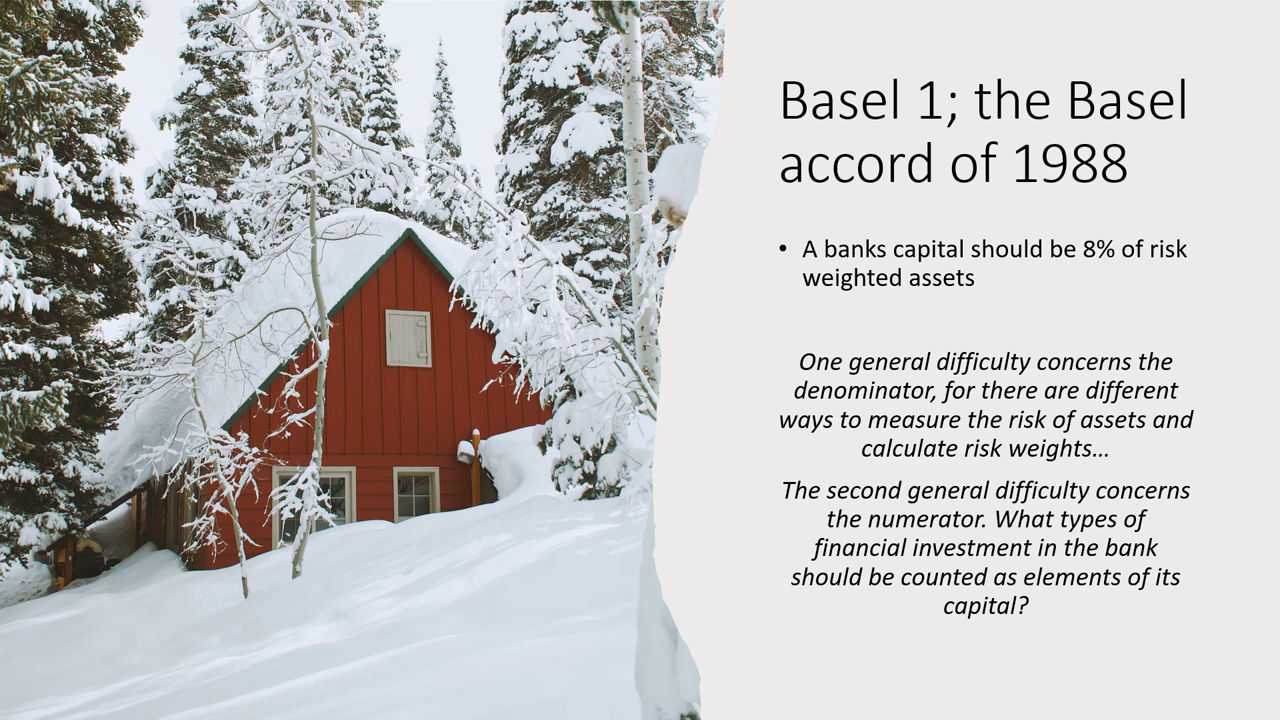 Basel 1; the Basel
accord of 1988
• A banks capital should be 8% of risk
weighted assets
One general difficulty concerns the
denominator, for there are different
ways to measure the risk of assets and
calculate risk weights…
The second general difficulty concerns
the numerator. What types of
financial investment in the bank
should be counted as elements of its
capital?